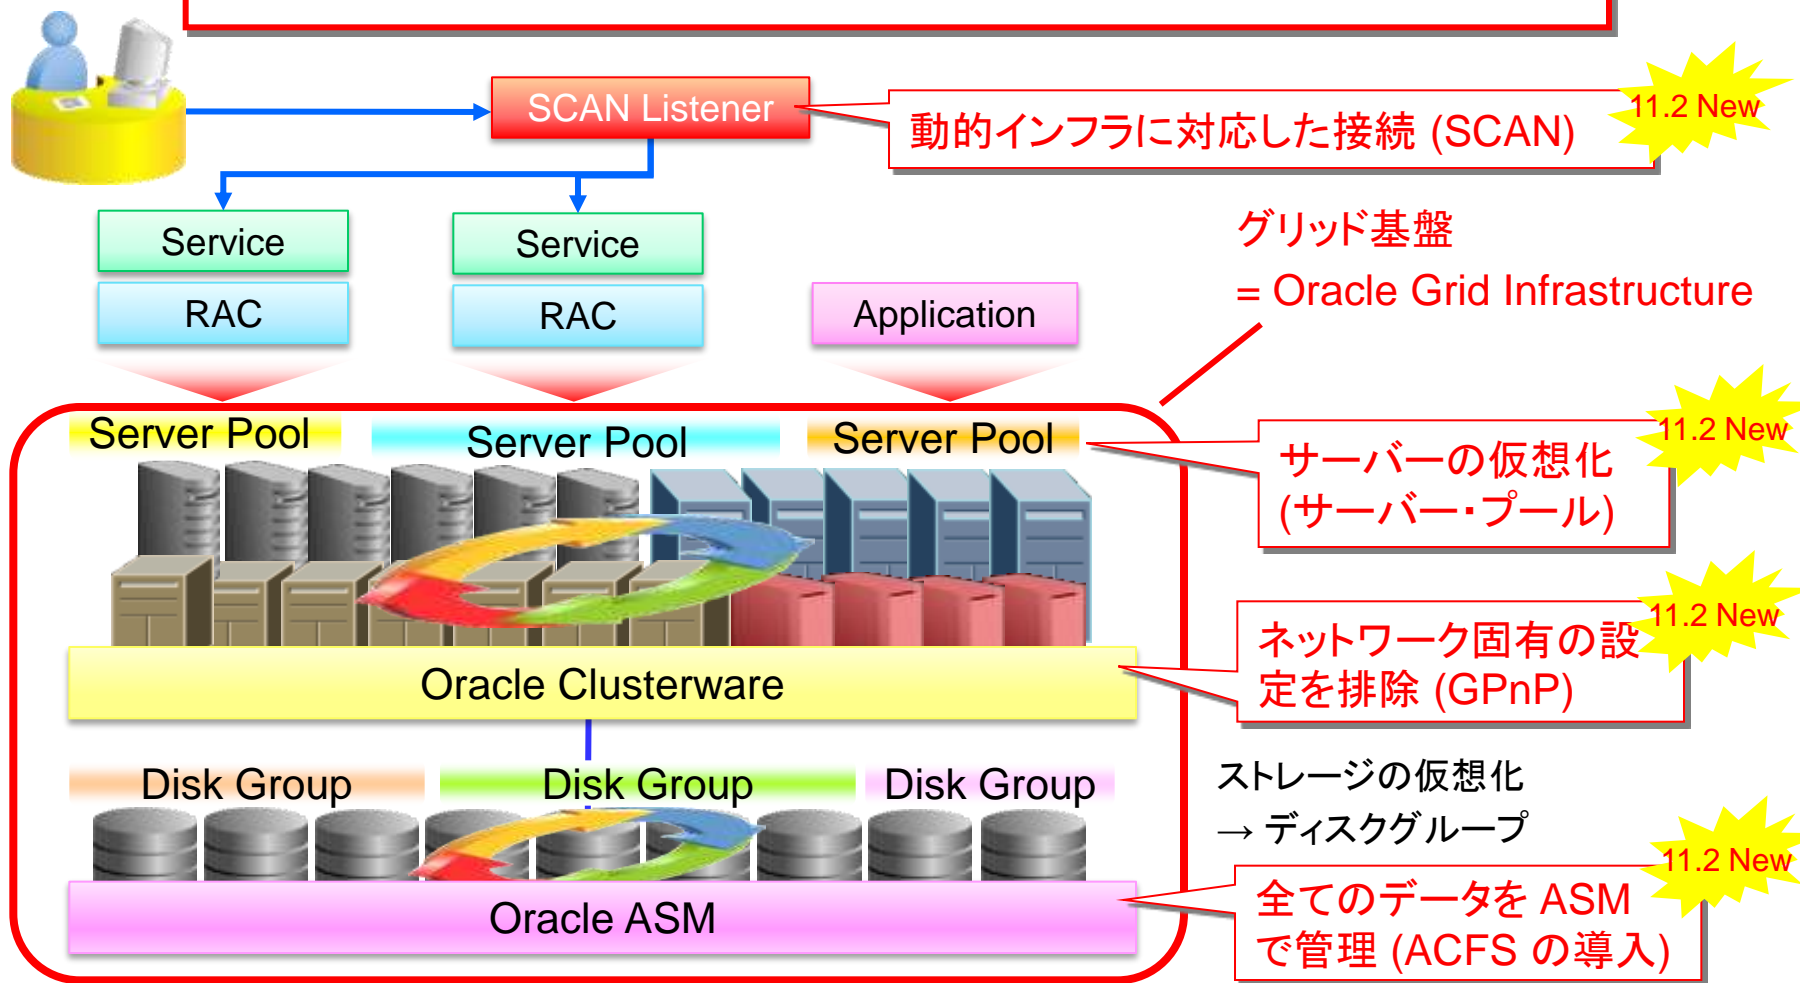 SCAN Listener
動的インフラに対応した接続 (SCAN)
11.2 New
Service
Service
グリッド基盤
= Oracle Grid Infrastructure
RAC
RAC
Application
Server Pool
Server Pool
Server Pool
サーバーの仮想化
(サーバー・プール)
11.2 New
ネットワーク固有の設
定を排除 (GPnP)
11.2 New
Oracle Clusterware
Disk Group
Disk Group
Disk Group
ストレージの仮想化
→ ディスクグループ
11.2 New
全てのデータを ASM
で管理 (ACFS の導入)
Oracle ASM